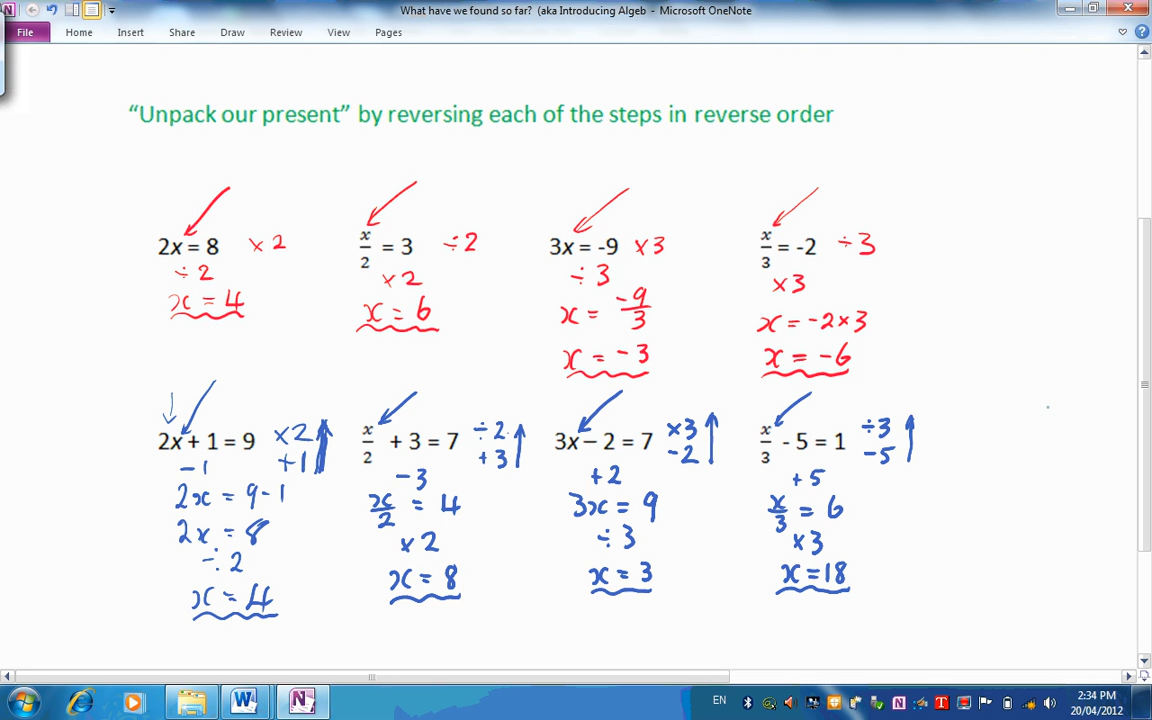 What have we found so far? (aka Introducing Algeb - Microsoft OneNote
File Home Insert Share Draw Review View Pages
“Unpack our present” by reversing each of the steps in reverse order
2x = 8 ×2
÷2
x = 4
x/2 = 3 ÷2
×2
x = 6
3x = -9 ×3
÷3
x = -9/3
x = -3
x/3 = -2 ÷3
×3
x = -2×3
x = -6
2x + 1 = 9 ×2
+1
-1
2x = 9-1
2x = 8
÷2
x = 4
x/2 + 3 = 7 ÷2
+3
-3
x/2 = 4
×2
x = 8
3x – 2 = 7 ×3
-2
+2
3x = 9
÷3
x = 3
x/3 - 5 = 1 ÷3
-5
+5
x/3 = 6
×3
x = 18
EN
2:34 PM
20/04/2012